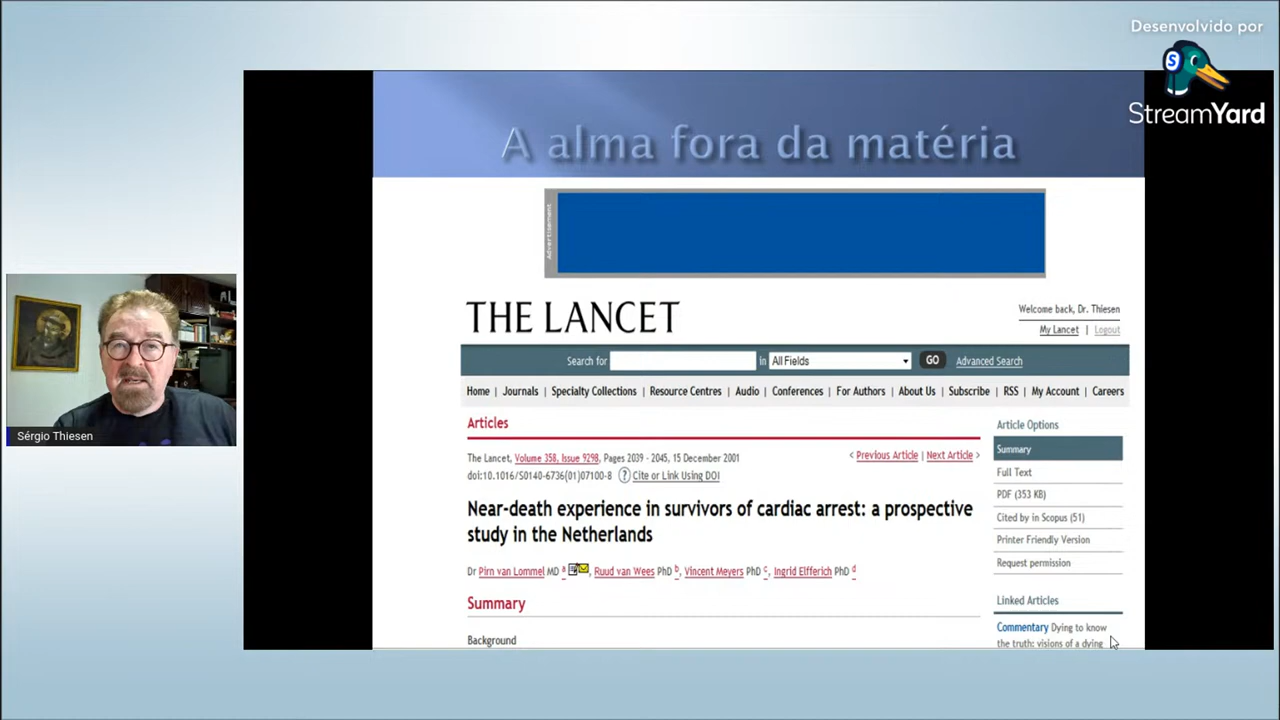 Desenvolvido por
StreamYard
A alma fora da matéria
Advertisement
THE LANCET
Welcome back, Dr. Thiesen
My Lancet | Logout
Search for in All Fields GO Advanced Search
Home | Journals | Specialty Collections | Resource Centres | Audio | Conferences | For Authors | About Us | Subscribe | RSS | My Account | Careers
Articles
The Lancet, Volume 358, Issue 9298, Pages 2039 - 2045, 15 December 2001
< Previous Article | Next Article >
doi:10.1016/S0140-6736(01)07100-8 ? Cite or Link Using DOI
Near-death experience in survivors of cardiac arrest: a prospective
study in the Netherlands
Dr Pim van Lommel MD a Ruud van Wees PhD b, Vincent Meyers PhD c, Ingrid Elfferich PhD d
Summary
Background
Article Options
Summary
Full Text
PDF (353 KB)
Cited by in Scopus (51)
Printer Friendly Version
Request permission
Linked Articles
Commentary Dying to know
the truth: visions of a dying
Sérgio Thiesen